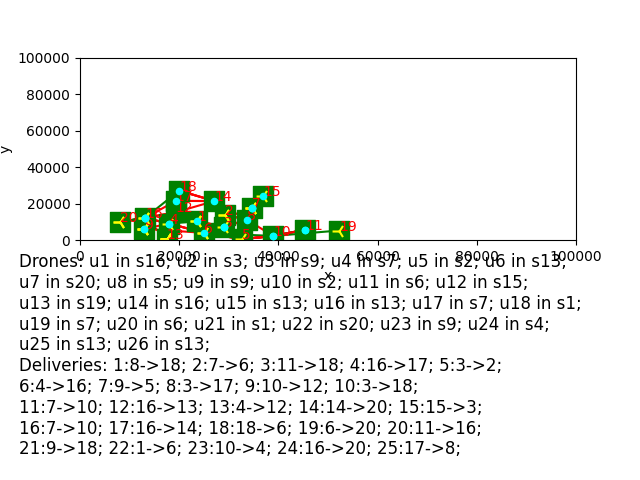 100000
80000
60000
40000
20000
0
y
0 20000 40000 60000 80000 100000
x
Drones: u1 in s16; u2 in s3; u3 in s9; u4 in s7; u5 in s2; u6 in s13;
u7 in s20; u8 in s5; u9 in s9; u10 in s2; u11 in s6; u12 in s15;
u13 in s19; u14 in s16; u15 in s13; u16 in s13; u17 in s7; u18 in s1;
u19 in s7; u20 in s6; u21 in s1; u22 in s20; u23 in s9; u24 in s4;
u25 in s13; u26 in s13;
Deliveries: 1:8->18; 2:7->6; 3:11->18; 4:16->17; 5:3->2;
6:4->16; 7:9->5; 8:3->17; 9:10->12; 10:3->18;
11:7->10; 12:16->13; 13:4->12; 14:14->20; 15:15->3;
16:7->10; 17:16->14; 18:18->6; 19:6->20; 20:11->16;
21:9->18; 22:1->6; 23:10->4; 24:16->20; 25:17->8;